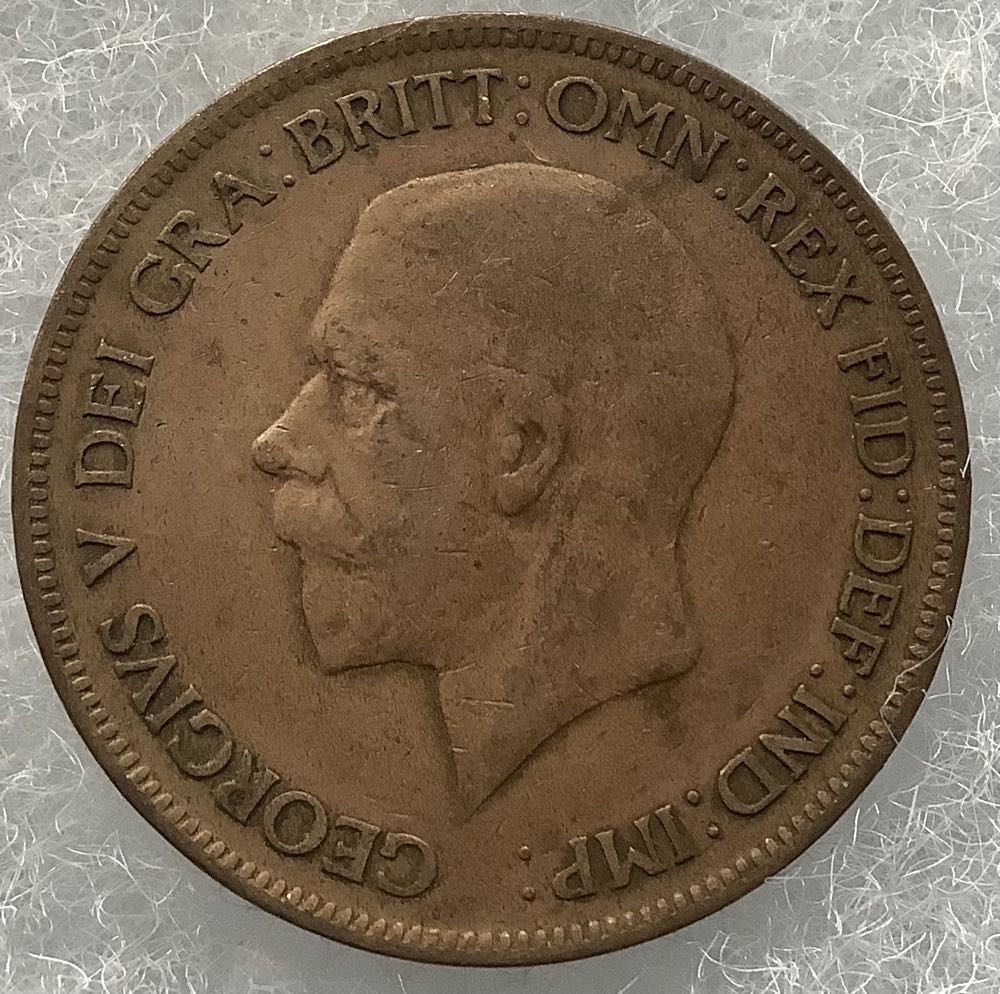 GEORGIVS V DEI GRA: BRITT: OMN: REX FID: DEF: IND: IMP: